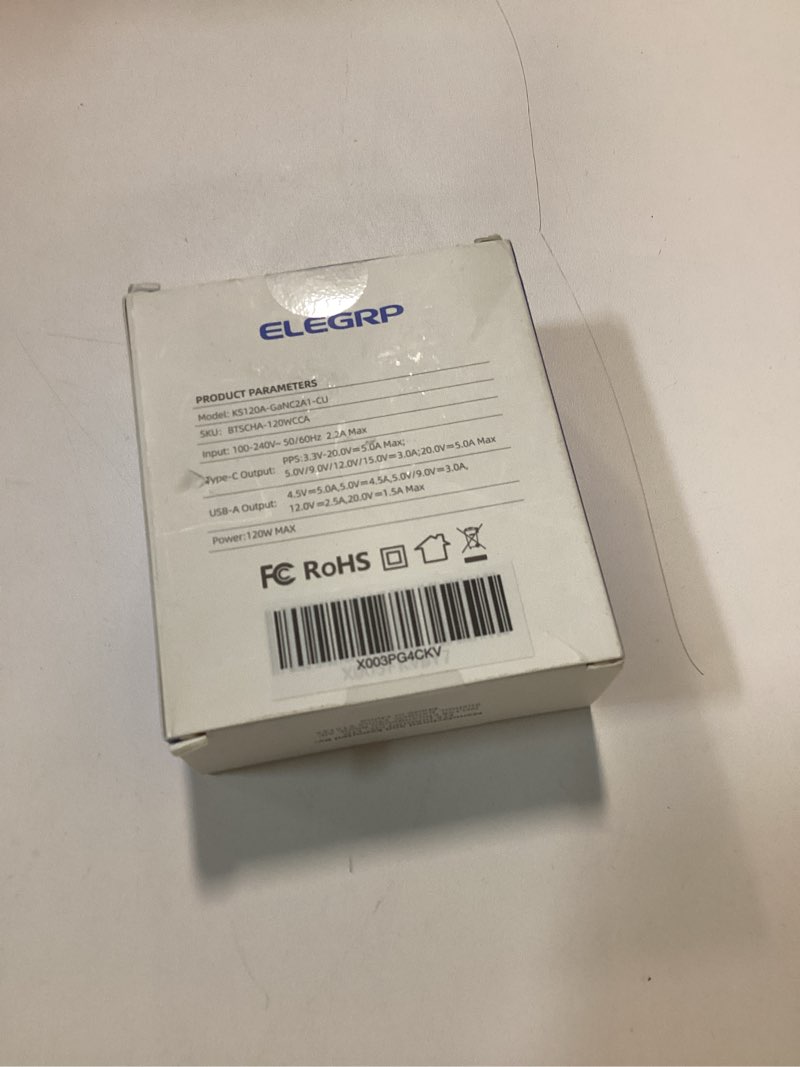 ELEGRP
PRODUCT PARAMETERS
Model: KS120A-GaNC2A1-CU
SKU: BTSCHA-120WCCA
Input: 100-240V~ 50/60Hz 2.2A Max
Type-C Output: PPS:3.3V-20.0V⎓5.0A Max;
5.0V/9.0V/12.0V/15.0V⎓3.0A;20.0V⎓5.0A Max
USB-A Output: 4.5V⎓5.0A,5.0V⎓4.5A,5.0V/9.0V⎓3.0A,
12.0V⎓2.5A,20.0V⎓1.5A Max
Power:120W MAX
FC RoHS
X003PG4CKV